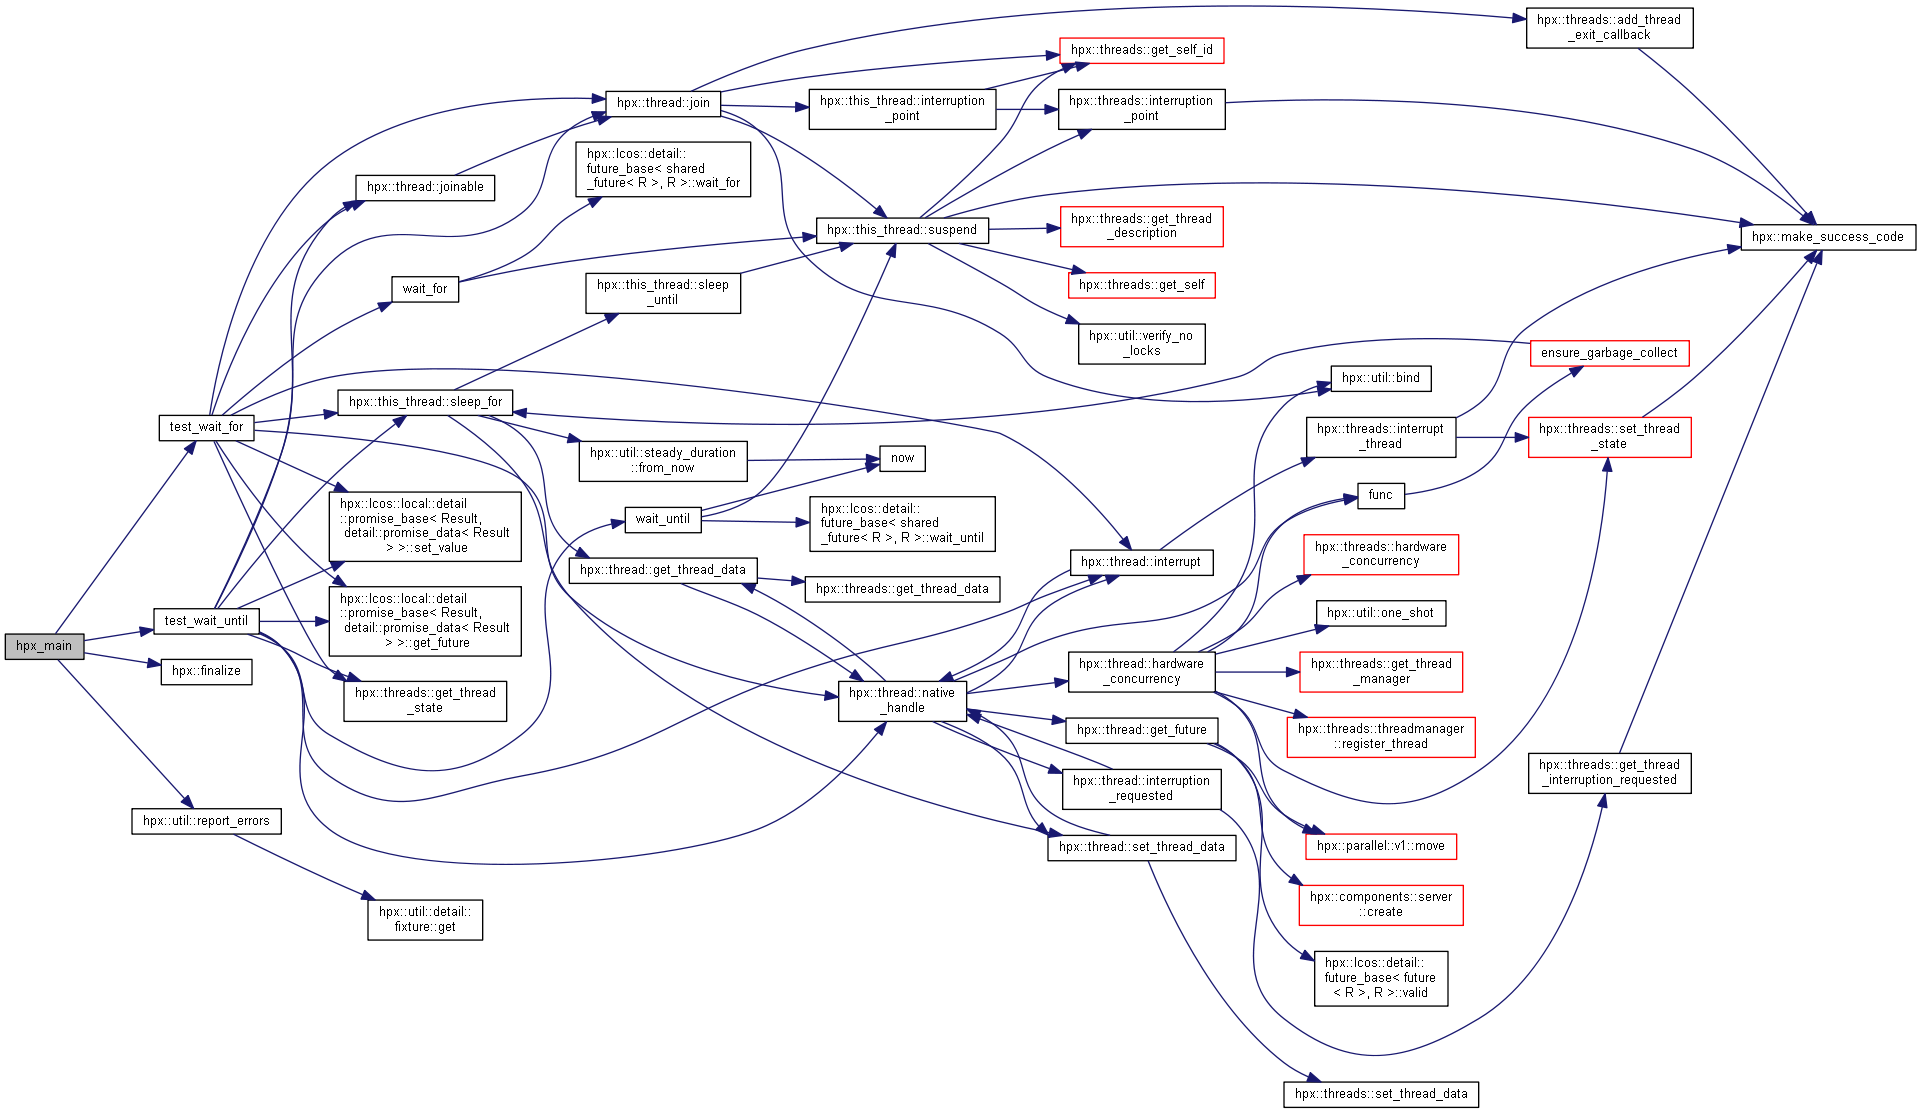 hpx_main
test_wait_for
test_wait_until
hpx::finalize
hpx::util::report_errors
hpx::thread::joinable
wait_for
hpx::this_thread::sleep_for
hpx::lcos::local::detail
::promise_base< Result,
detail::promise_data< Result
> >::set_value
hpx::lcos::local::detail
::promise_base< Result,
detail::promise_data< Result
> >::get_future
hpx::threads::get_thread
_state
hpx::util::detail::
fixture::get
hpx::thread::join
hpx::lcos::detail::
future_base< shared
_future< R >, R >::wait_for
hpx::this_thread::sleep
_until
hpx::util::steady_duration
::from_now
wait_until
hpx::thread::get_thread_data
hpx::this_thread::interruption
_point
hpx::this_thread::suspend
now
hpx::lcos::detail::
future_base< shared
_future< R >, R >::wait_until
hpx::threads::get_thread_data
hpx::thread::native
_handle
hpx::threads::get_self_id
hpx::threads::interruption
_point
hpx::threads::get_thread
_description
hpx::threads::get_self
hpx::util::verify_no
_locks
hpx::thread::interrupt
hpx::thread::hardware
_concurrency
hpx::thread::get_future
hpx::thread::interruption
_requested
hpx::thread::set_thread_data
hpx::util::bind
hpx::threads::interrupt
_thread
func
hpx::threads::hardware
_concurrency
hpx::util::one_shot
hpx::threads::get_thread
_manager
hpx::threads::threadmanager
::register_thread
hpx::parallel::v1::move
hpx::components::server
::create
hpx::lcos::detail::
future_base< future
< R >, R >::valid
hpx::threads::set_thread_data
hpx::threads::add_thread
_exit_callback
ensure_garbage_collect
hpx::threads::set_thread
_state
hpx::threads::get_thread
_interruption_requested
hpx::make_success_code